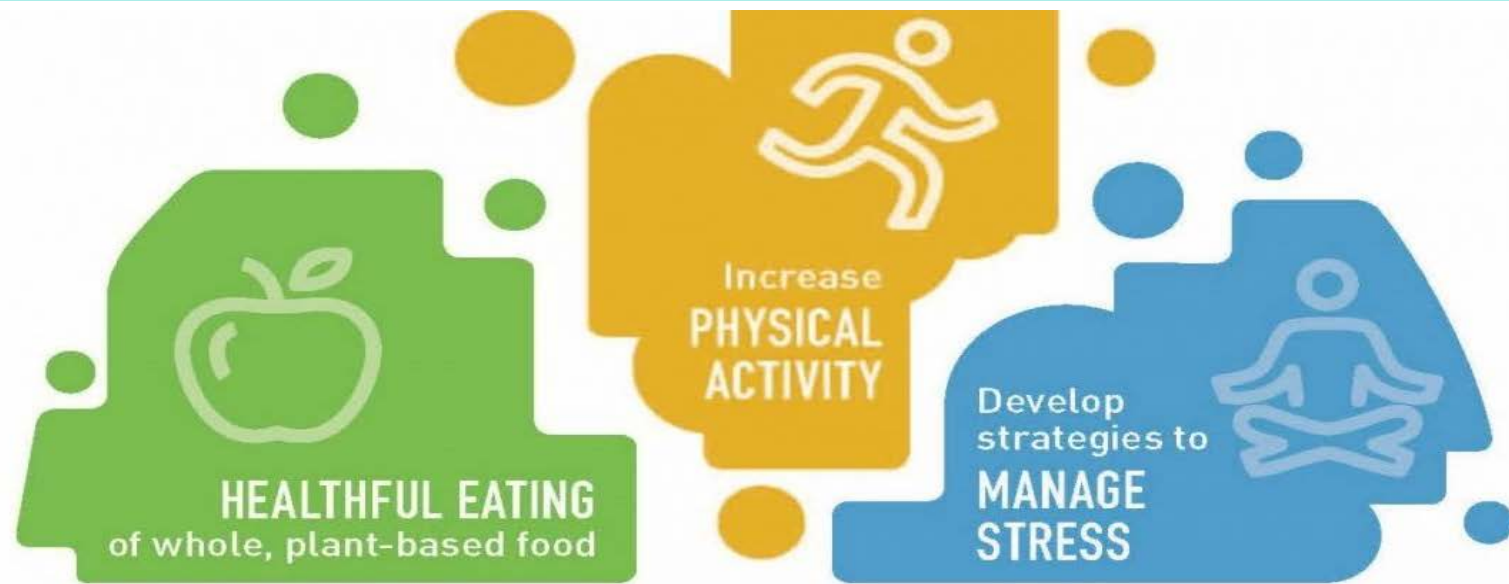 HEALTHFUL EATING
of whole, plant-based food
Increase
PHYSICAL
ACTIVITY
Develop
strategies to
MANAGE
STRESS